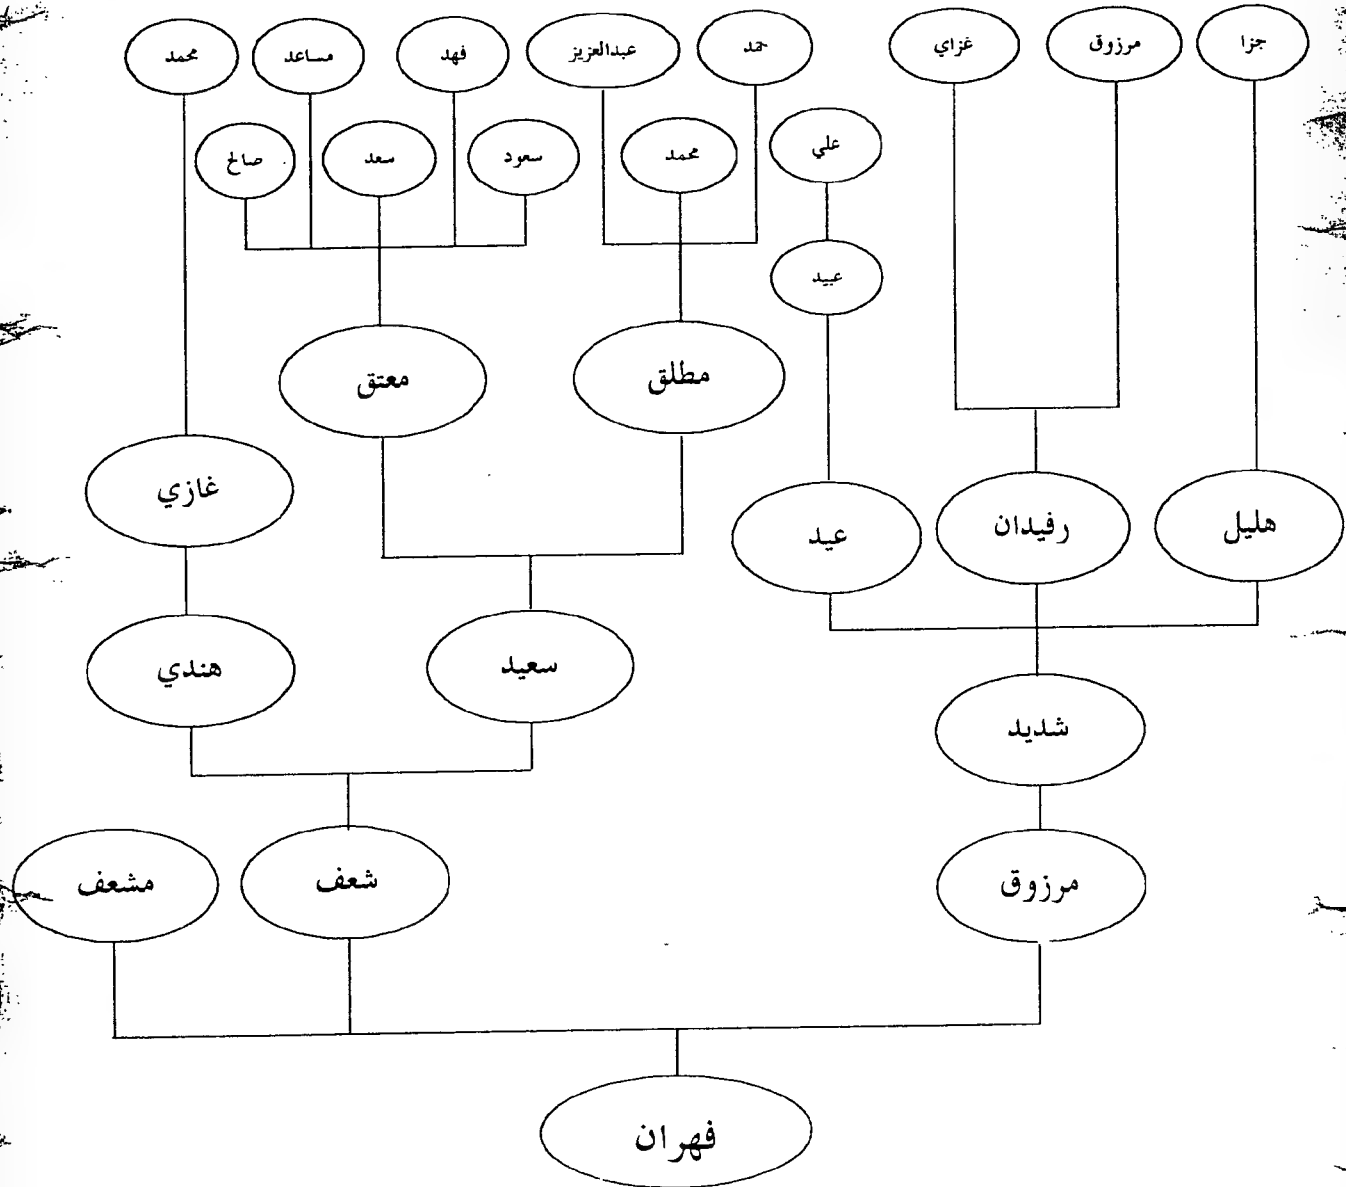 جزا
مرزوق
غزاي
حمد
عبدالعزيز
فهد
مساعد
محمد
علي
محمد
سعود
سعد
صالح
عبيد
مطلق
معتق
هليل
رفيدان
عيد
غازي
شديد
سعيد
هندي
مرزوق
شعف
مشعف
فهران